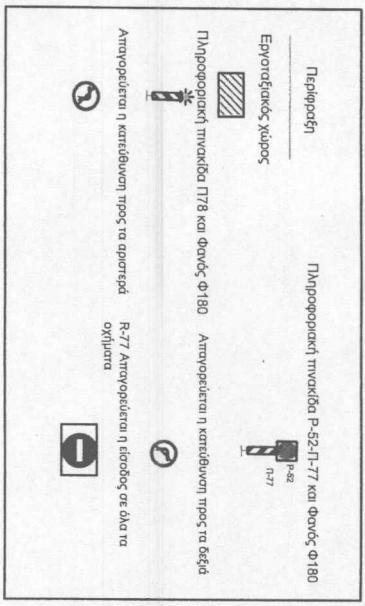 Περίφραξη
Εργοταξιακός χώρος
Πληροφοριακή πινακίδα Π78 και Φανός Φ180
Απαγορεύεται η κατεύθυνση προς τα αριστερά
Πληροφοριακή πινακίδα Ρ-52-Π-77 και Φανός Φ180
Ρ-52
Π-77
Απαγορεύεται η κατεύθυνση προς τα δεξιά
R-77 Απαγορεύεται η είσοδος σε όλα τα
οχήματα